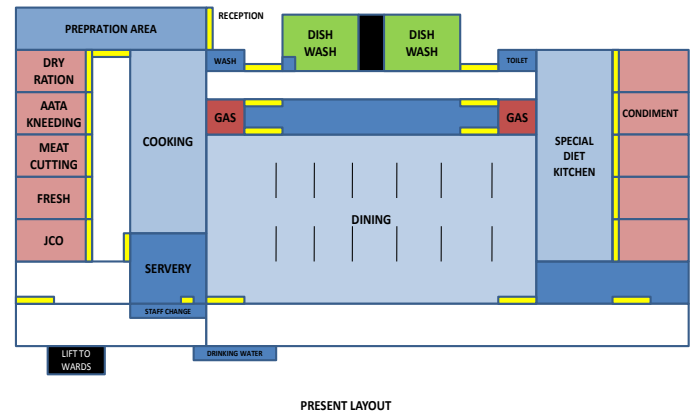 PREPRATION AREA
RECEPTION
DISH
WASH
DISH
WASH
DRY
RATION
WASH
TOILET
AATA
KNEEDING
GAS
GAS
CONDIMENT
MEAT
CUTTING
COOKING
SPECIAL
DIET
KITCHEN
FRESH
DINING
JCO
SERVERY
STAFF CHANGE
LIFT TO
WARDS
DRINKING WATER
PRESENT LAYOUT